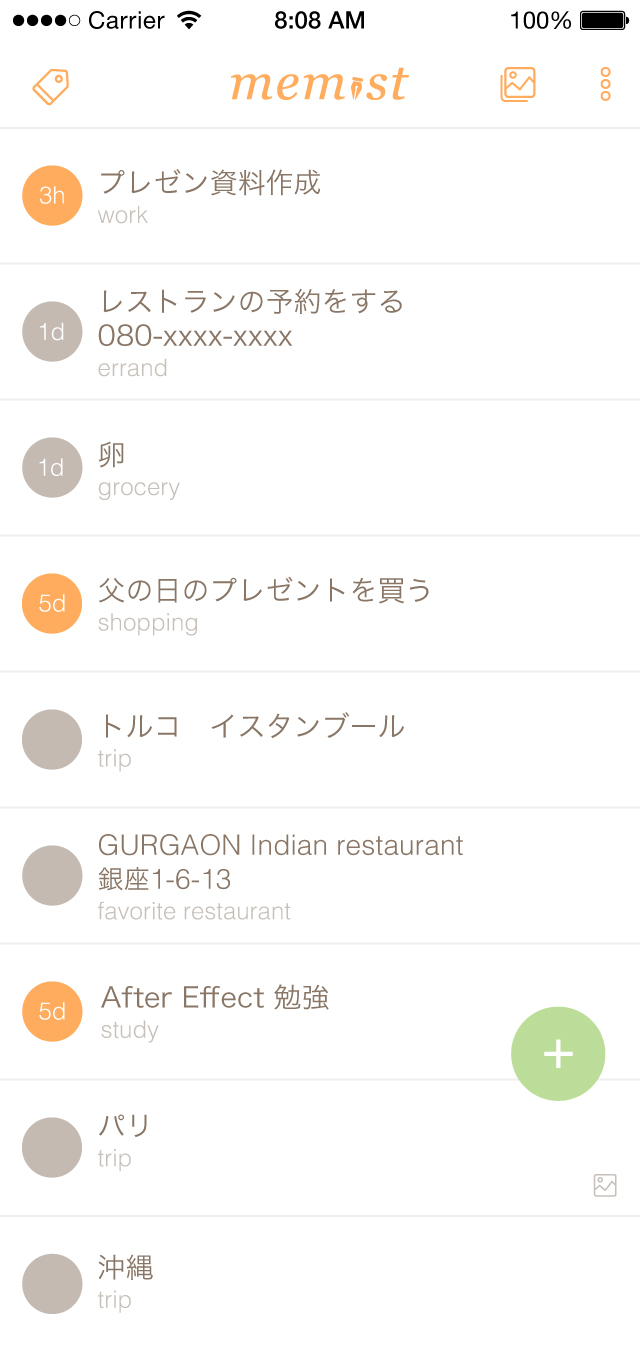 Carrier 8:08 AM 100%
memist
3h プレゼン資料作成
work
レストランの予約をする
1d 080-xxxx-xxxx
errand
1d 卵
grocery
5d 父の日のプレゼントを買う
shopping
トルコ　イスタンブール
trip
GURGAON Indian restaurant
銀座1-6-13
favorite restaurant
5d After Effect 勉強
study
+
パリ
trip
沖縄
trip